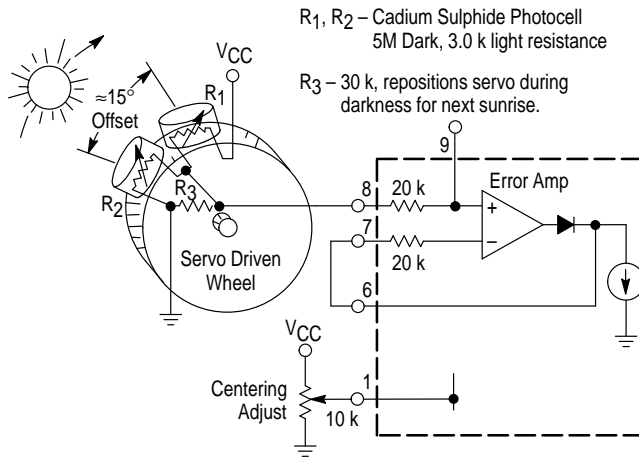 R1, R2 – Cadium Sulphide Photocell
5M Dark, 3.0 k light resistance
R3 – 30 k, repositions servo during
darkness for next sunrise.
VCC
≈15°
Offset
R1
R2
R3
Servo Driven
Wheel
9
8
20 k
Error Amp
+
7
–
20 k
6
VCC
Centering
Adjust
1
10 k